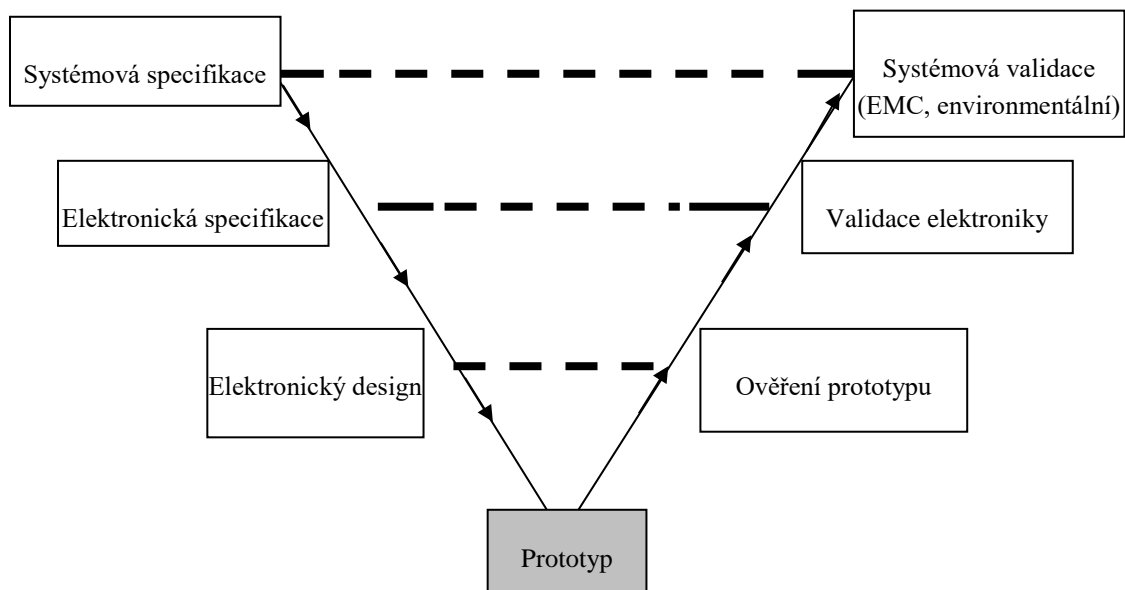 Systémová specifikace
Systémová validace
(EMC, environmentální)
Elektronická specifikace
Validace elektroniky
Elektronický design
Ověření prototypu
Prototyp